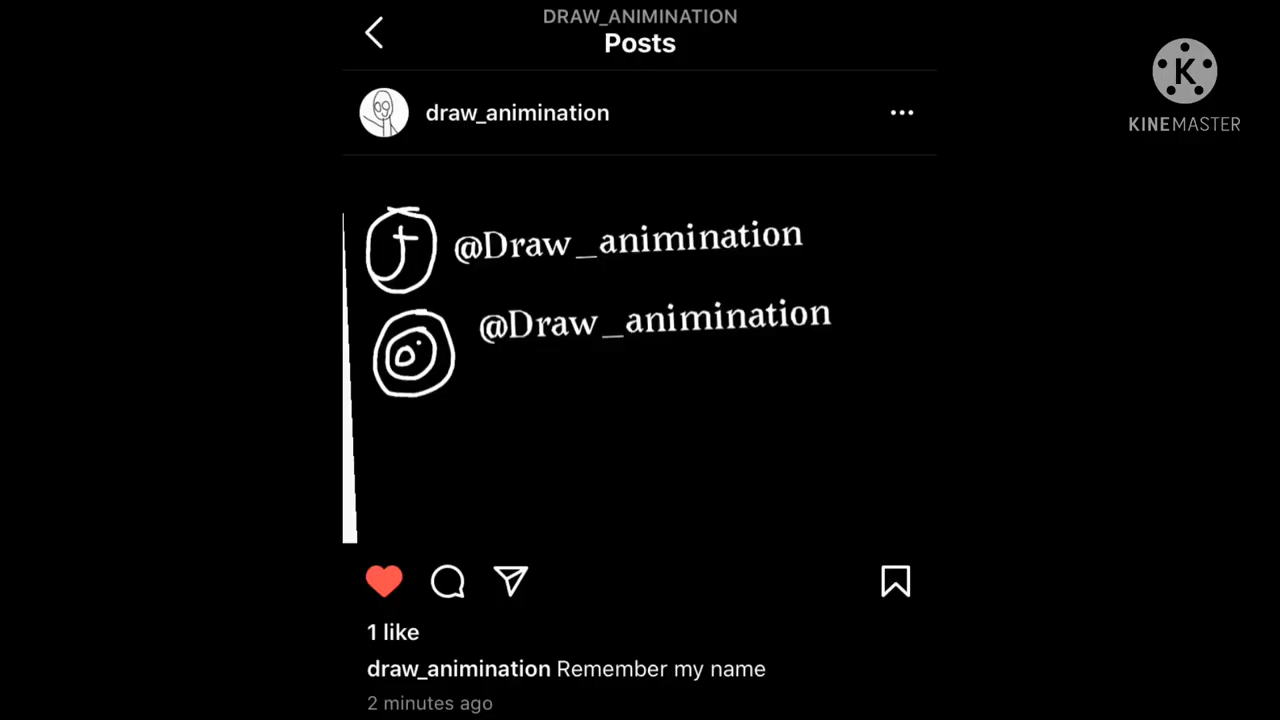 DRAW_ANIMINATION
Posts
draw_animination
K
KINEMASTER
@Draw_animination
@Draw_animination
1 like
draw_animination Remember my name
2 minutes ago